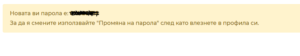 Новата ви парола е:
За да я смените използвайте "Промяна на парола" след като влезнете в профила си.